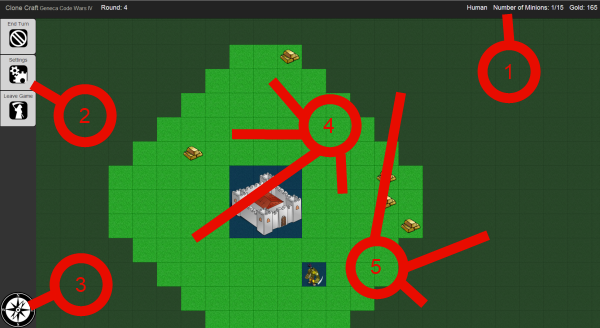 Clone Craft Geneca Code Wars N Round: 4 Human Number of Minions: 1/15 Gold: 165
End Turn
1
Settings
2
4
Leave Game
5
3